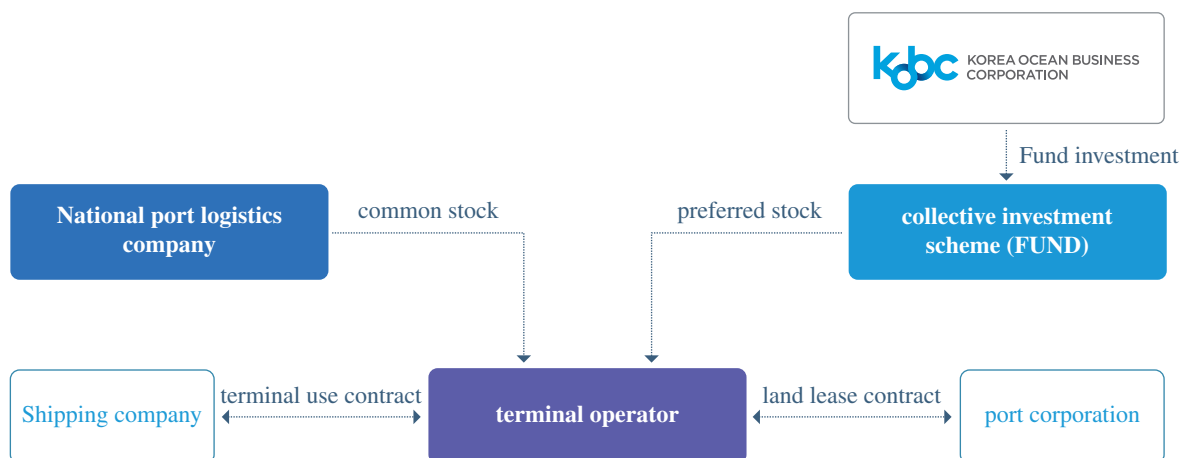 kobc KOREA OCEAN BUSINESS
CORPORATION
Fund investment
National port logistics
company
common stock
preferred stock
collective investment
scheme (FUND)
Shipping company
terminal use contract
terminal operator
land lease contract
port corporation